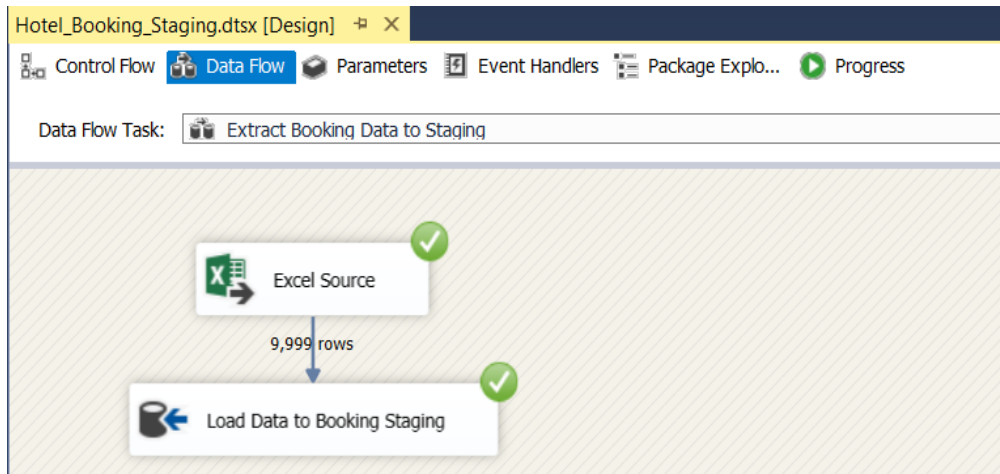 Hotel_Booking_Staging.dtsx [Design]
Control Flow Data Flow Parameters Event Handlers Package Explo... Progress
Data Flow Task: Extract Booking Data to Staging
Excel Source
9,999 rows
Load Data to Booking Staging